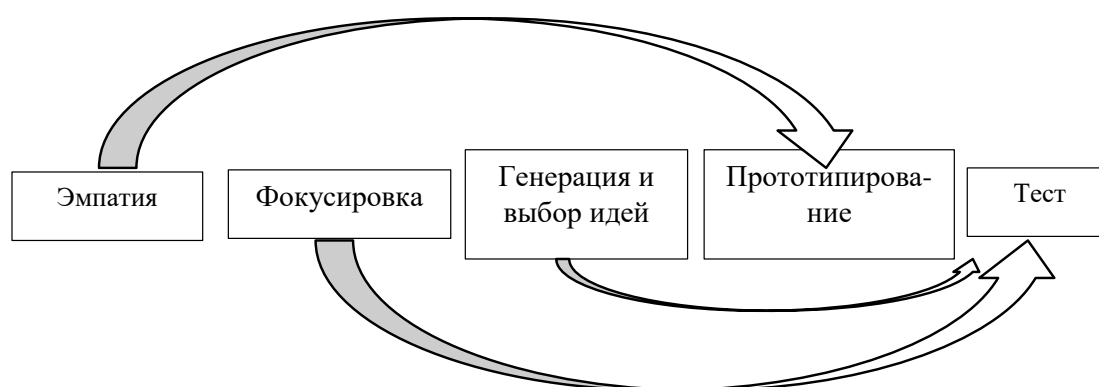 Эмпатия
Фокусировка
Генерация и
выбор идей
Прототипирова-
ние
Тест